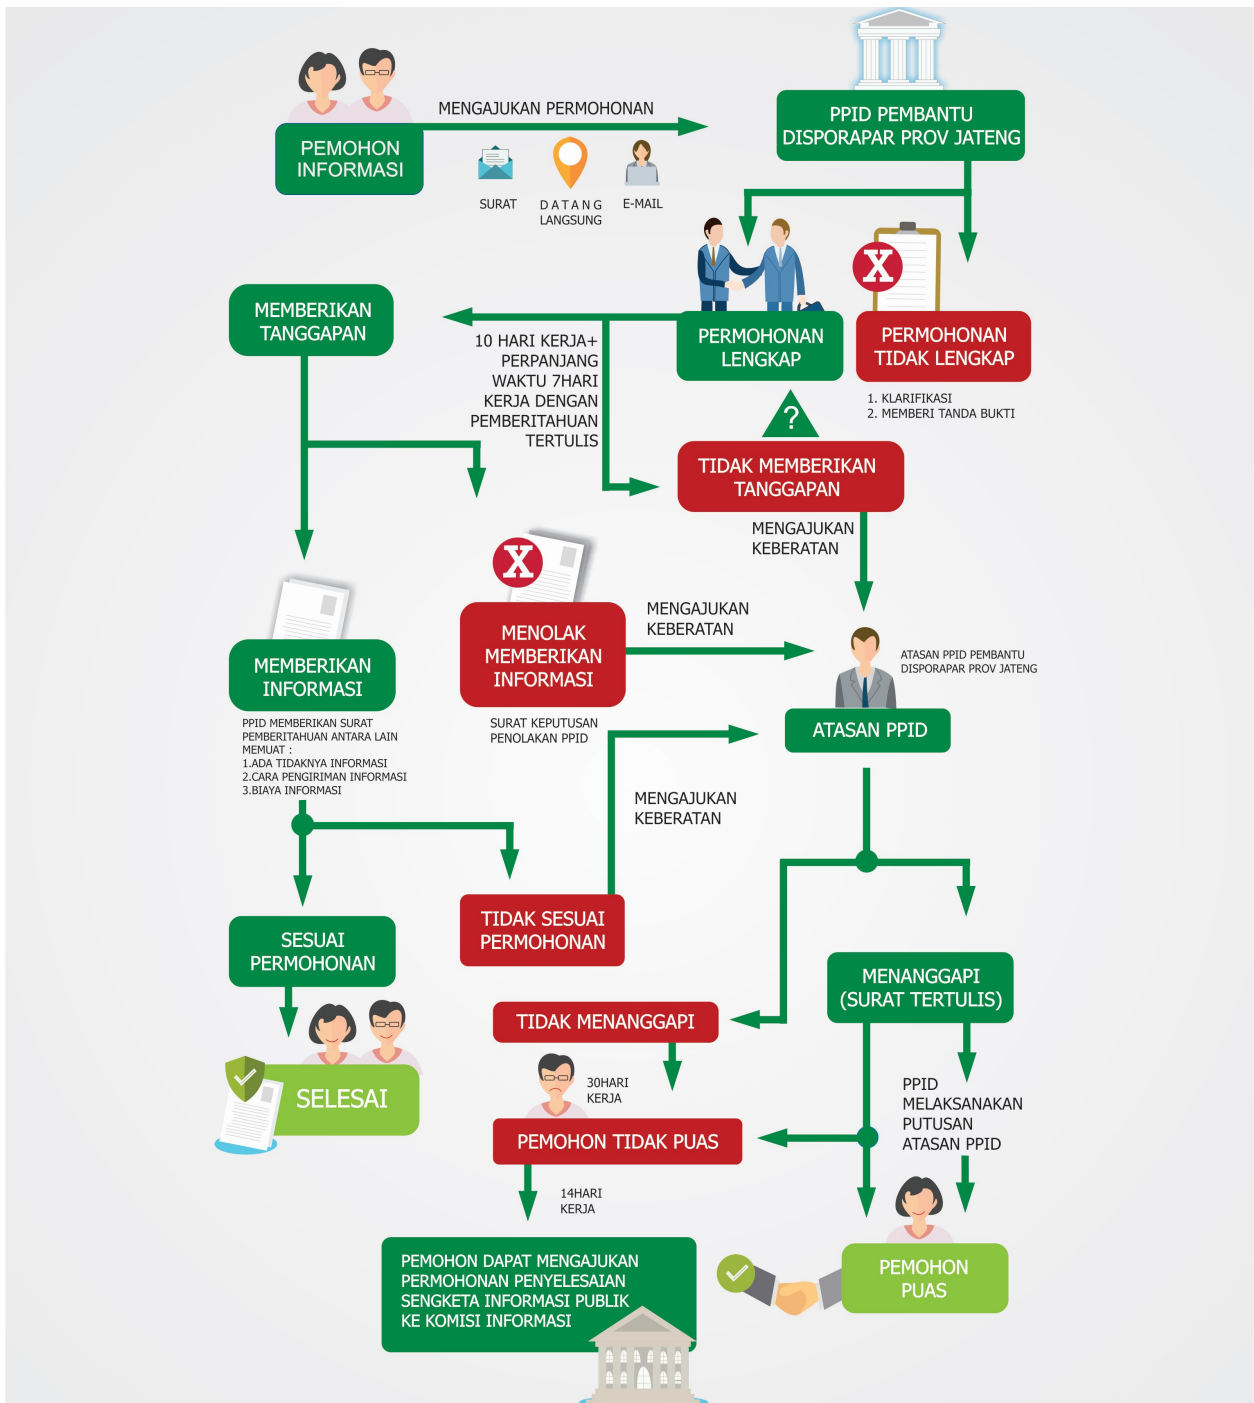 MENGAJUKAN PERMOHONAN
PPID PEMBANTU
DISPORAPAR PROV JATENG
PEMOHON
INFORMASI
SURAT
DATANG
LANGSUNG
E-MAIL
X
MEMBERIKAN
TANGGAPAN
10 HARI KERJA+
PERPANJANG
WAKTU 7HARI
KERJA DENGAN
PEMBERITAHUAN
TERTULIS
PERMOHONAN
LENGKAP
PERMOHONAN
TIDAK LENGKAP
1. KLARIFIKASI
2. MEMBERI TANDA BUKTI
?
TIDAK MEMBERIKAN
TANGGAPAN
MENGAJUKAN
KEBERATAN
X
MENOLAK
MEMBERIKAN
INFORMASI
MENGAJUKAN
KEBERATAN
ATASAN PPID PEMBANTU
DISPORAPAR PROV JATENG
MEMBERIKAN
INFORMASI
SURAT KEPUTUSAN
PENOLAKAN PPID
ATASAN PPID
PPID MEMBERIKAN SURAT
PEMBERITAHUAN ANTARA LAIN
MEMUAT :
1.ADA TIDAKNYA INFORMASI
2.CARA PENGIRIMAN INFORMASI
3.BIAYA INFORMASI
MENGAJUKAN
KEBERATAN
SESUAI
PERMOHONAN
TIDAK SESUAI
PERMOHONAN
MENANGGAPI
(SURAT TERTULIS)
TIDAK MENANGGAPI
SELESAI
30HARI
KERJA
PPID
MELAKSANAKAN
PUTUSAN
ATASAN PPID
PEMOHON TIDAK PUAS
14HARI
KERJA
PEMOHON DAPAT MENGAJUKAN
PERMOHONAN PENYELESAIAN
SENGKETA INFORMASI PUBLIK
KE KOMISI INFORMASI
PEMOHON
PUAS